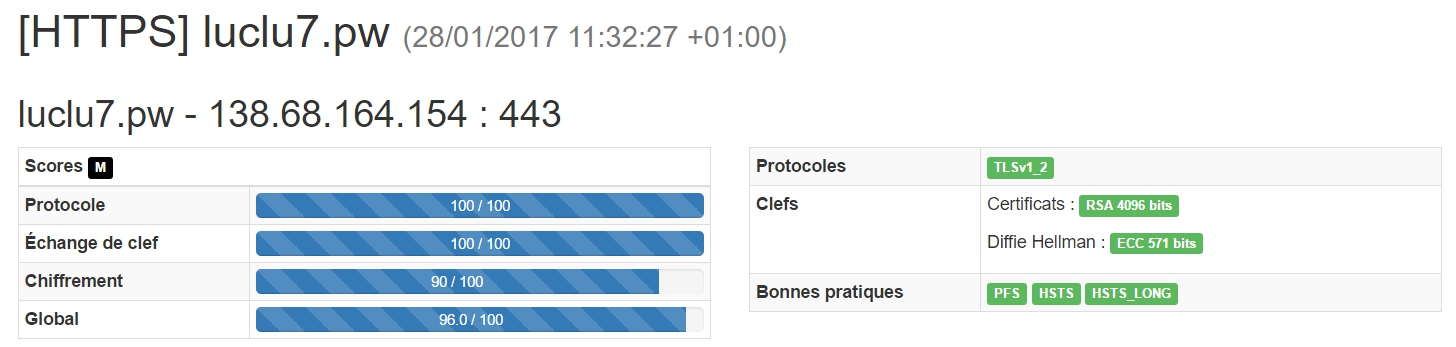 [HTTPS] luclu7.pw (28/01/2017 11:32:27 +01:00)
luclu7.pw - 138.68.164.154 : 443
Scores M
Protocole 100 / 100
Échange de clef 100 / 100
Chiffrement 90 / 100
Global 96.0 / 100
Protocoles TLSv1_2
Clefs Certificats : RSA 4096 bits
Diffie Hellman : ECC 571 bits
Bonnes pratiques PFS HSTS HSTS_LONG